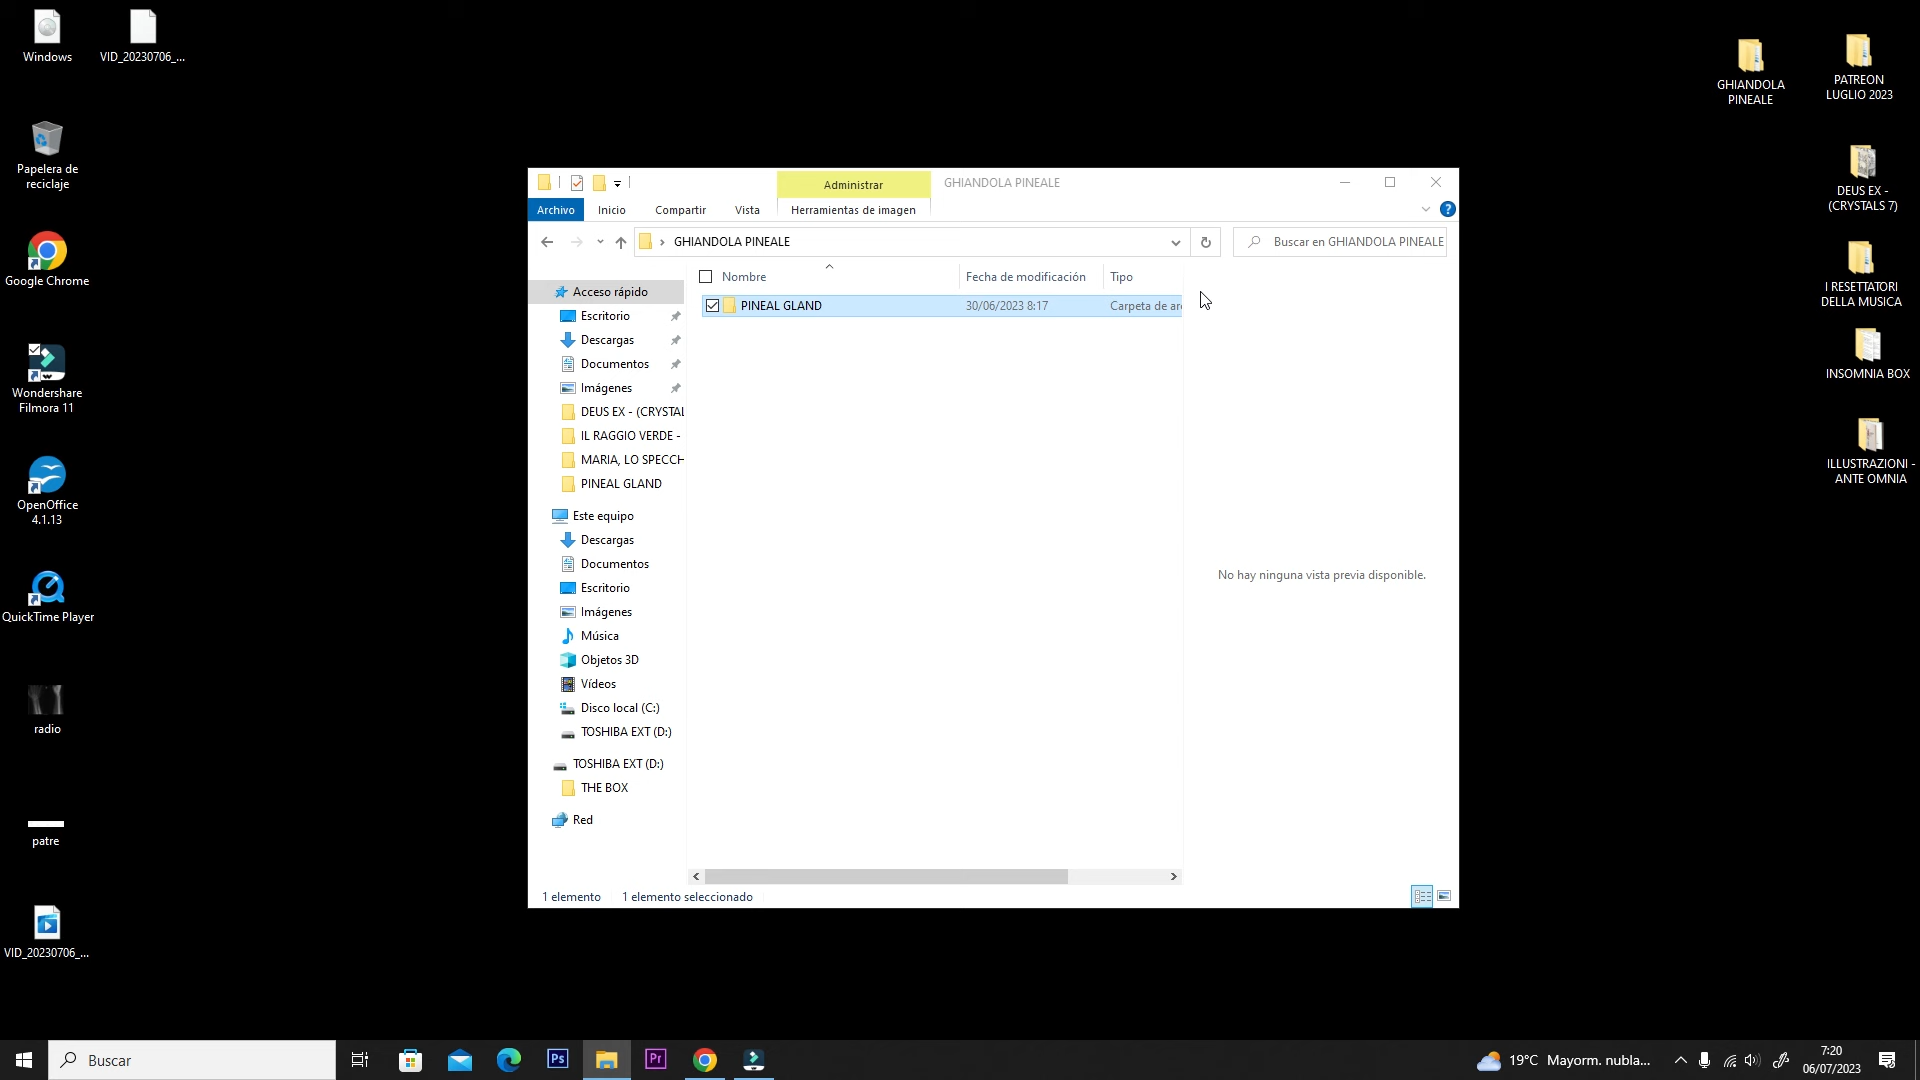 Windows
VID_20230706_...
Papelera de
reciclaje
Google Chrome
Wondershare
Filmora 11
OpenOffice
4.1.13
QuickTime Player
radio
patre
VID_20230706_...
GHIANDOLA
PINEALE
PATREON
LUGLIO 2023
DEUS EX -
(CRYSTALS 7)
I RESETTATORI
DELLA MUSICA
INSOMNIA BOX
ILLUSTRAZIONI -
ANTE OMNIA
Administrar
GHIANDOLA PINEALE
Archivo
Inicio
Compartir
Vista
Herramientas de imagen
GHIANDOLA PINEALE
Buscar en GHIANDOLA PINEALE
Nombre
Fecha de modificación
Tipo
PINEAL GLAND
30/06/2023 8:17
Carpeta de ar
Acceso rápido
Escritorio
Descargas
Documentos
Imágenes
DEUS EX - (CRYSTAL
IL RAGGIO VERDE -
MARIA, LO SPECCH
PINEAL GLAND
Este equipo
Descargas
Documentos
Escritorio
Imágenes
Música
Objetos 3D
Vídeos
Disco local (C:)
TOSHIBA EXT (D:)
TOSHIBA EXT (D:)
THE BOX
Red
No hay ninguna vista previa disponible.
1 elemento
1 elemento seleccionado
Buscar
Ps
Pr
19°C Mayorm. nubla...
7:20
06/07/2023